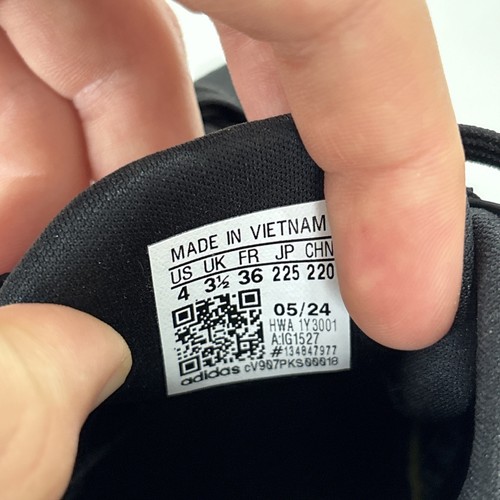 MADE IN VIETNAM
US UK FR JP CHN
4 3½ 36 225 220
05/24
HWA 1Y3001
A:IG1527
#134847977
adidas cV907PKS00018